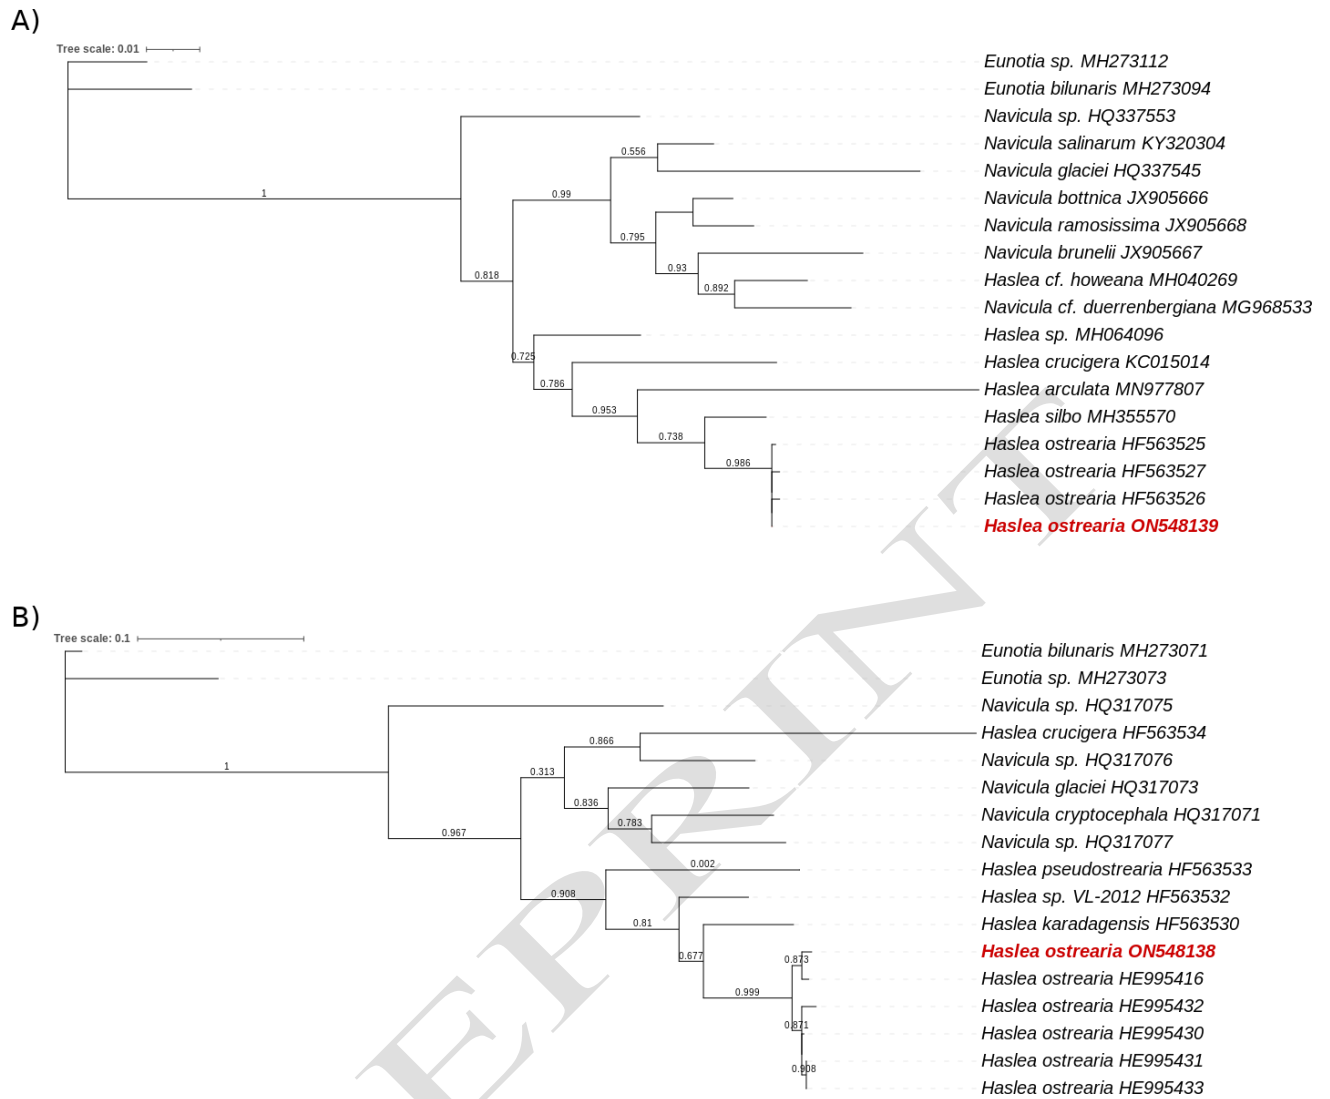 A)
Tree scale: 0.01
Eunotia sp. MH273112
Eunotia bilunaris MH273094
Navicula sp. HQ337553
Navicula salinarum KY320304
0.556
Navicula glaciei HQ337545
1
0.99
Navicula bottnica JX905666
Navicula ramosissima JX905668
0.795
Navicula brunelii JX905667
0.93
0.818
Haslea cf. howeana MH040269
0.892
Navicula cf. duerrenbergiana MG968533
Haslea sp. MH064096
0.725
Haslea crucigera KC015014
0.786
Haslea arculata MN977807
0.953
Haslea silbo MH355570
0.738
Haslea ostrearia HF563525
0.986
Haslea ostrearia HF563527
Haslea ostrearia HF563526
Haslea ostrearia ON548139
B)
Tree scale: 0.1
Eunotia bilunaris MH273071
Eunotia sp. MH273073
Navicula sp. HQ317075
Haslea crucigera HF563534
0.866
Navicula sp. HQ317076
1
0.313
Navicula glaciei HQ317073
0.836
Navicula cryptocephala HQ317071
0.783
0.967
Navicula sp. HQ317077
0.002
Haslea pseudostrearia HF563533
0.908
Haslea sp. VL-2012 HF563532
0.81
Haslea karadagensis HF563530
0.677
Haslea ostrearia ON548138
0.873
Haslea ostrearia HE995416
0.999
Haslea ostrearia HE995432
0.871
Haslea ostrearia HE995430
Haslea ostrearia HE995431
0.908
Haslea ostrearia HE995433
EPRINT